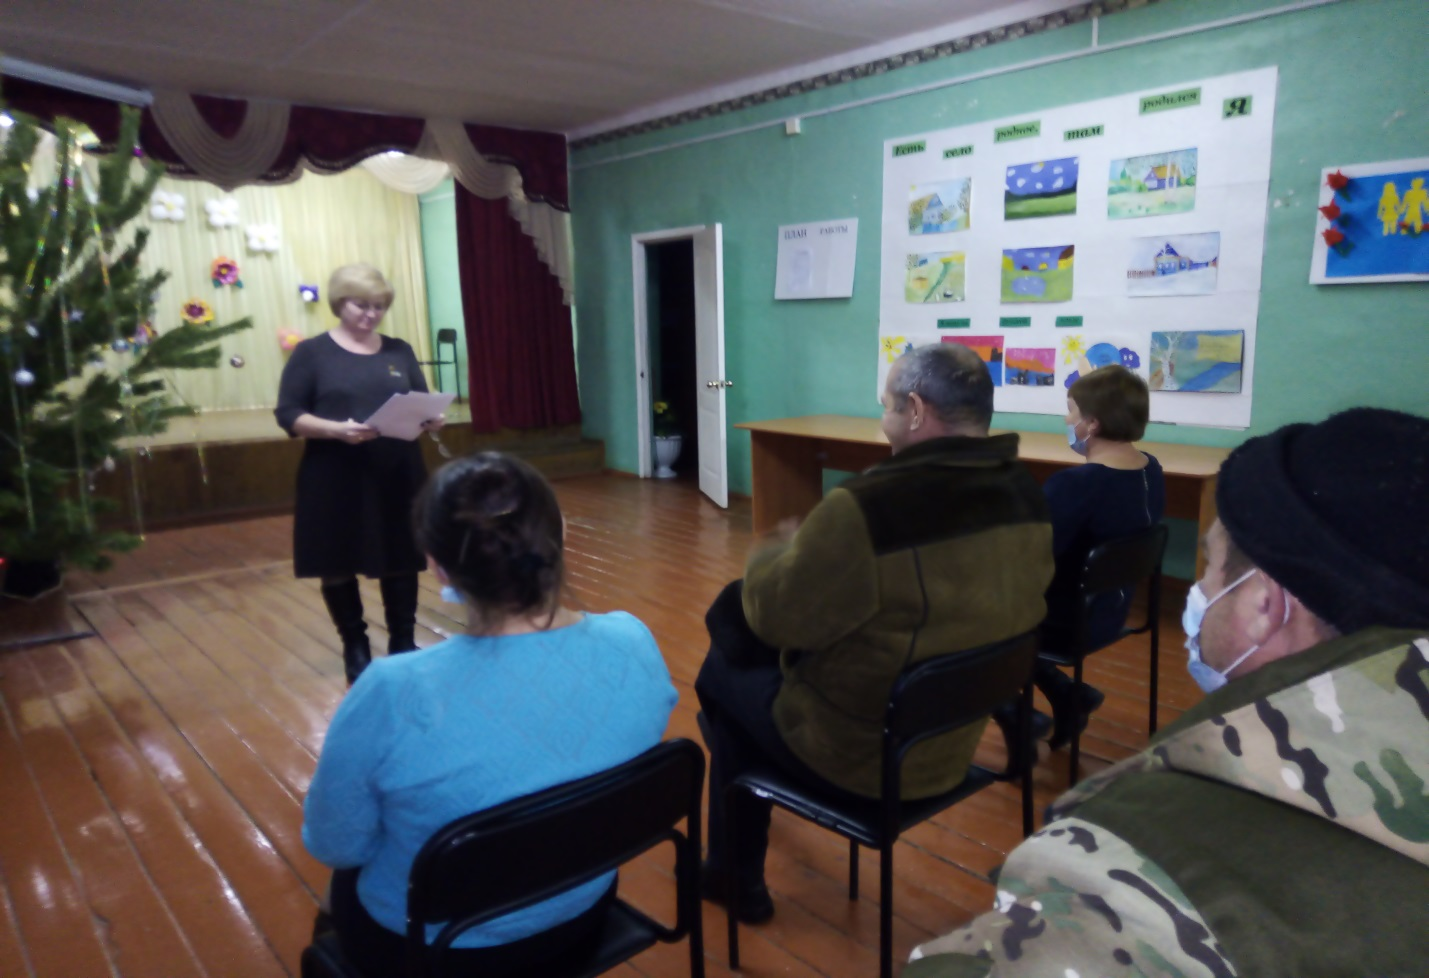 Есть село родное, там родился Я
ПЛАН РАБОТЫ